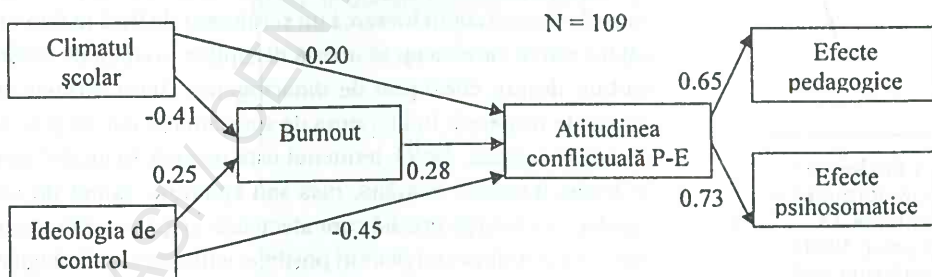 N = 109
Climatul
şcolar
0.20
Efecte
pedagogice
0.65
-0.41
Burnout
0.28
Atitudinea
conflictuală P-E
0.25
0.73
Efecte
psihosomatice
Ideologia de
control
-0.45